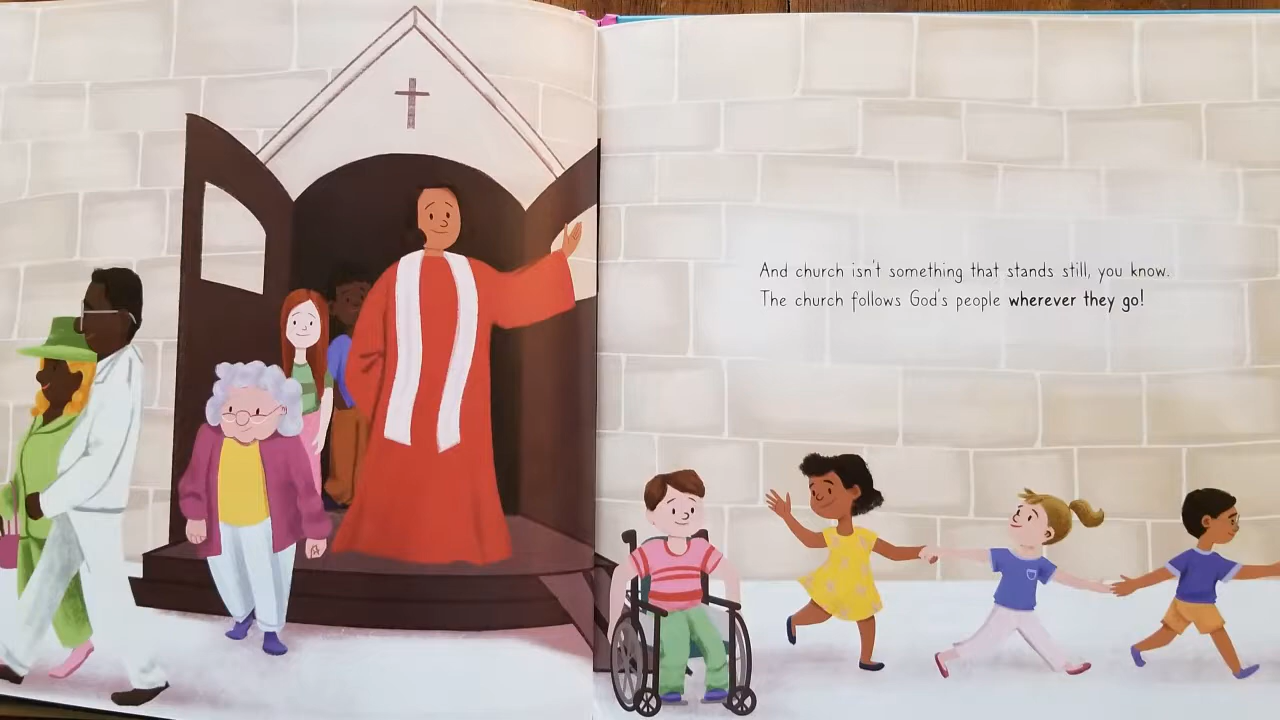 And church isn't something that stands still, you know.
The church follows God's people wherever they go!